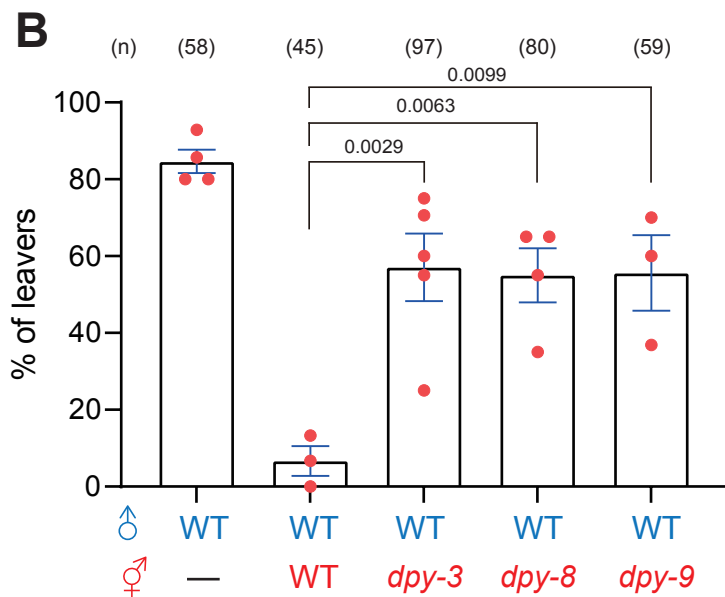 B
(n) (58) (45) (97) (80) (59)
0.0099
0.0063
0.0029
100
80
60
40
20
0
% of leavers
♂ WT WT WT WT WT
⚥ — WT dpy-3 dpy-8 dpy-9